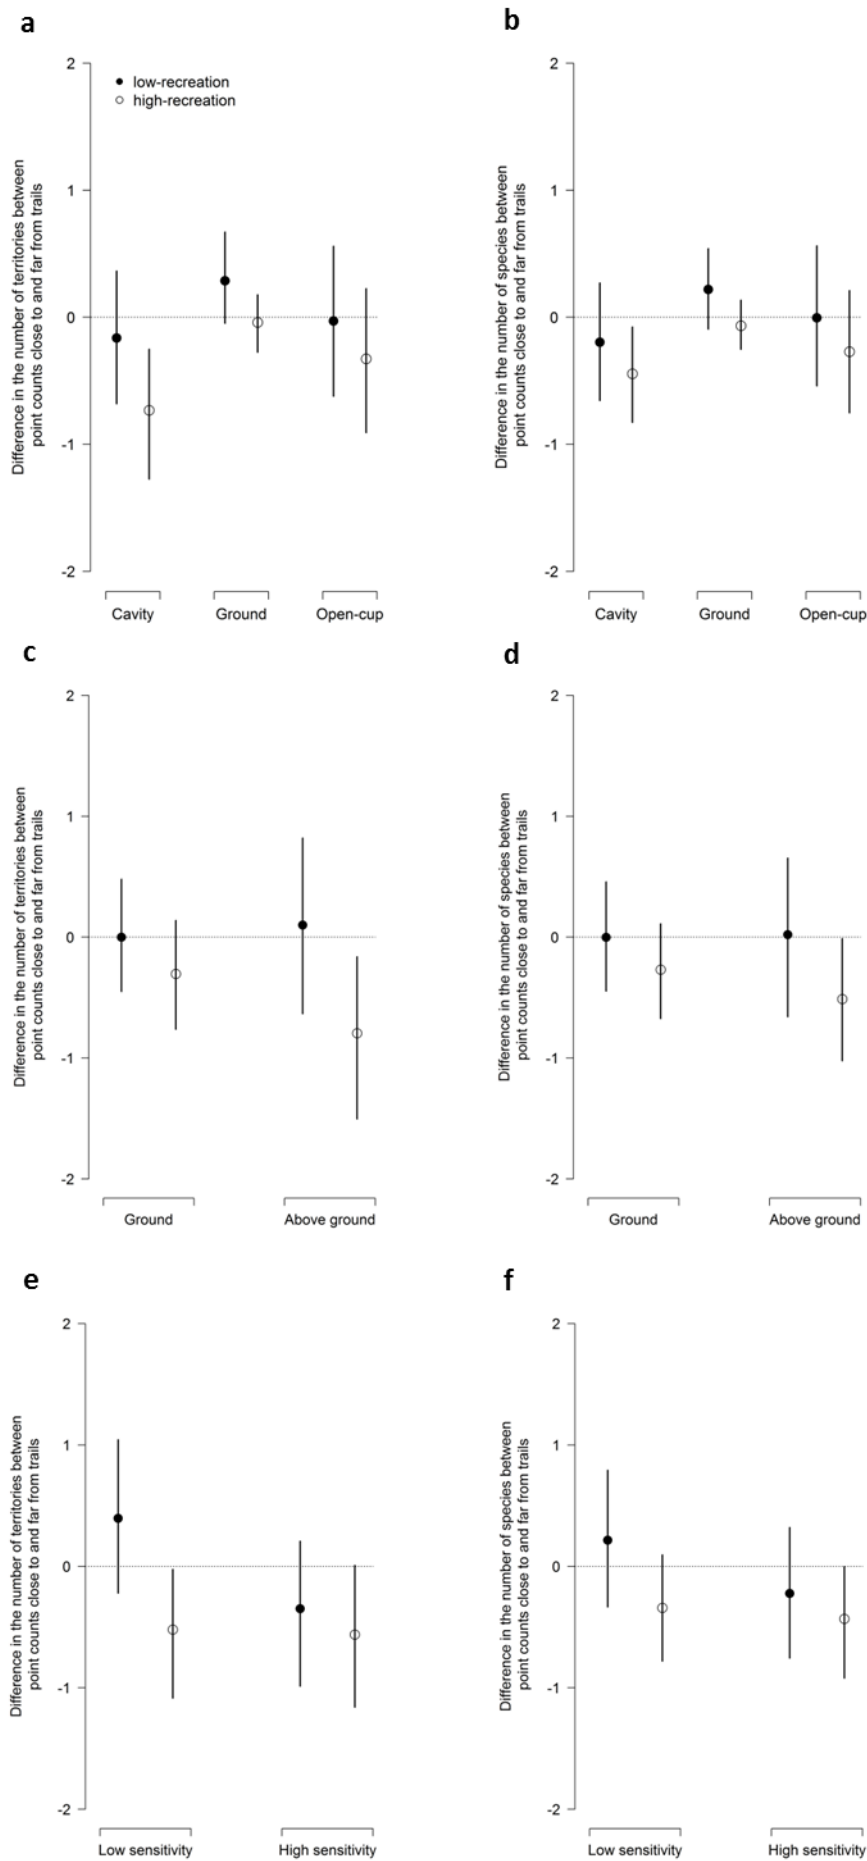 a
2
1
0
-1
-2
Difference in the number of territories between
point counts close to and far from trails
low-recreation
high-recreation
Cavity
Ground
Open-cup
b
2
1
0
-1
-2
Difference in the number of species between
point counts close to and far from trails
Cavity
Ground
Open-cup
c
2
1
0
-1
-2
Difference in the number of territories between
point counts close to and far from trails
Ground
Above ground
d
2
1
0
-1
-2
Difference in the number of species between
point counts close to and far from trails
Ground
Above ground
e
2
1
0
-1
-2
Difference in the number of territories between
point counts close to and far from trails
Low sensitivity
High sensitivity
f
2
1
0
-1
-2
Difference in the number of species between
point counts close to and far from trails
Low sensitivity
High sensitivity